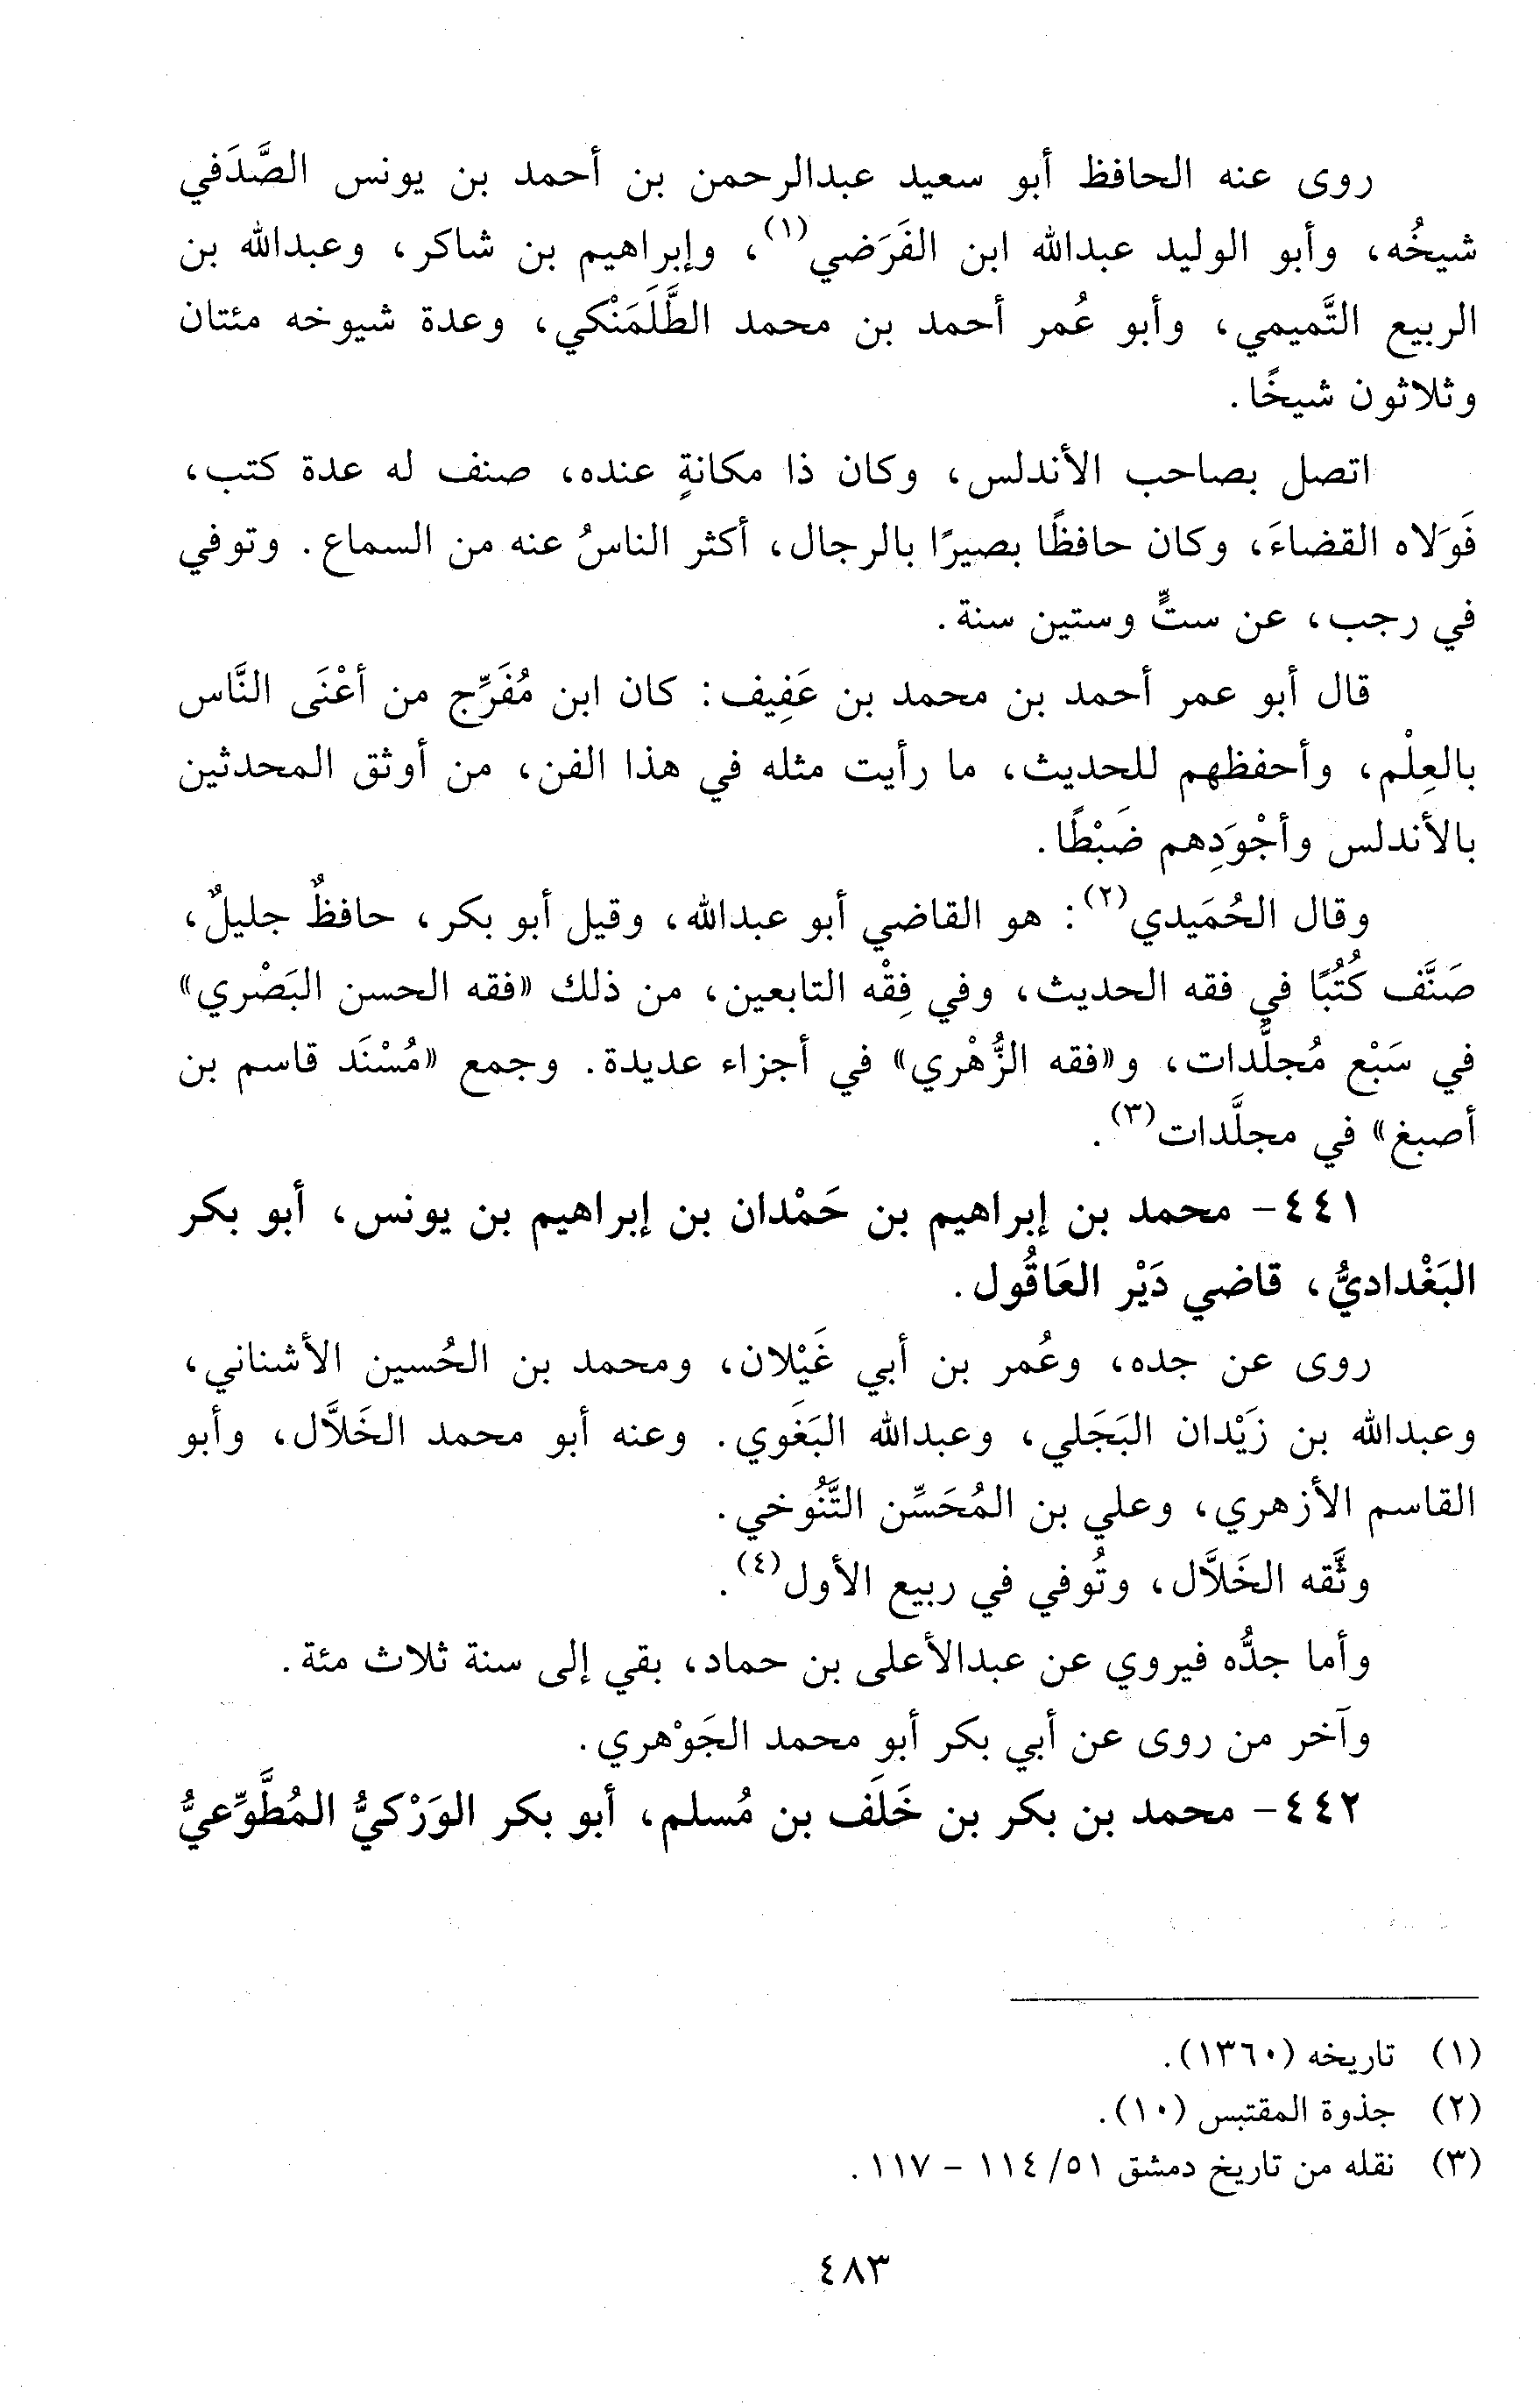 روى عنه الحافظ أبو سعيد عبدالرحمن بن أحمد بن يونس الصَّدَفي
شيخُه، وأبو الوليد عبدالله ابن الفَرَضي(١)، وإبراهيم بن شاكر، وعبدالله بن
الربيع التَّميمي، وأبو عُمر أحمد بن محمد الطَّلَمَنْكي، وعدة شيوخه مئتان
وثلاثون شيخًا.
اتصل بصاحب الأندلس، وكان ذا مكانةٍ عنده، صنف له عدة كتب،
فَوَلاه القضاءَ، وكان حافظًا بصيرًا بالرجال، أكثر الناسُ عنه من السماع. وتوفي
في رجب، عن ستٍّ وستين سنة.
قال أبو عمر أحمد بن محمد بن عَفِيف: كان ابن مُفَرِّج من أعْنَى النَّاس
بالعِلْم، وأحفظهم للحديث، ما رأيت مثله في هذا الفن، من أوثق المحدثين
بالأندلس وأجْوَدِهم ضَبْطًا.
وقال الحُمَيدي(٢): هو القاضي أبو عبدالله، وقيل أبو بكر، حافظٌ جليلٌ،
صَنَّف كُتُبًا في فقه الحديث، وفي فِقْه التابعين، من ذلك «فقه الحسن البَصْري»
في سَبْع مُجلَّدات، و«فقه الزُّهْري» في أجزاء عديدة. وجمع «مُسْنَد قاسم بن
أصبغ» في مجلَّدات(٣).
٤٤١- محمد بن إبراهيم بن حَمْدان بن إبراهيم بن يونس، أبو بكر
البَغْداديُّ، قاضي دَيْر العَاقُول.
روى عن جده، وعُمر بن أبي غَيْلان، ومحمد بن الحُسين الأشناني،
وعبدالله بن زَيْدان البَجَلي، وعبدالله البَغَوي. وعنه أبو محمد الخَلاَّل، وأبو
القاسم الأزهري، وعلي بن المُحَسِّن التَّنُوخي.
وثَّقه الخَلاَّل، وتُوفي في ربيع الأول(٤).
وأما جدُّه فيروي عن عبدالأعلى بن حماد، بقي إلى سنة ثلاث مئة.
وآخر من روى عن أبي بكر أبو محمد الجَوْهري.
٤٤٢- محمد بن بكر بن خَلَف بن مُسلم، أبو بكر الوَرْكيُّ المُطَّوِّعيُّ
(١) تاريخه (١٣٦٠).
(٢) جذوة المقتبس (١٠).
(٣) نقله من تاريخ دمشق ٥١/ ١١٤ - ١١٧.
٤٨٣